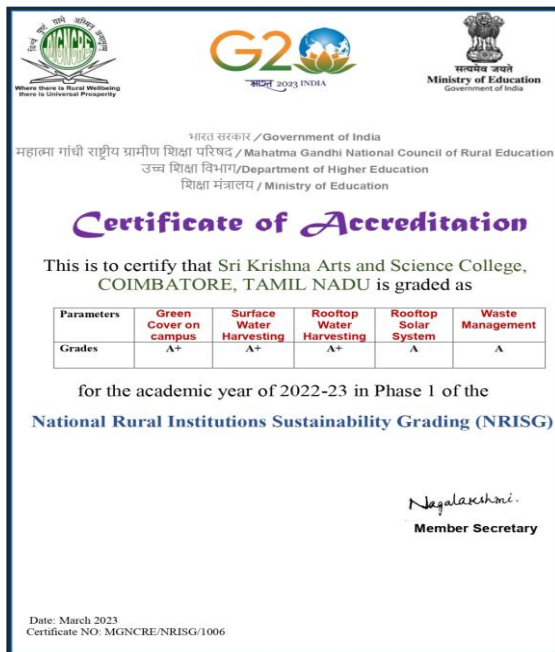 MGNCRE
Where there is Rural Wellbeing
there is Universal Prosperity
G20
भारत 2023 INDIA
सत्यमेव जयते
Ministry of Education
Government of India
भारत सरकार /Government of India
महात्मा गांधी राष्ट्रीय ग्रामीण शिक्षा परिषद / Mahatma Gandhi National Council of Rural Education
उच्च शिक्षा विभाग/Department of Higher Education
शिक्षा मंत्रालय / Ministry of Education
Certificate of Accreditation
This is to certify that Sri Krishna Arts and Science College,
COIMBATORE, TAMIL NADU is graded as
Parameters Green Cover on campus Surface Water Harvesting Rooftop Water Harvesting Rooftop Solar System Waste Management
Grades A+ A+ A+ A A
for the academic year of 2022-23 in Phase 1 of the
National Rural Institutions Sustainability Grading (NRISG)
Nagalakshmi.
Member Secretary
Date: March 2023
Certificate NO: MGNCRE/NRISG/1006